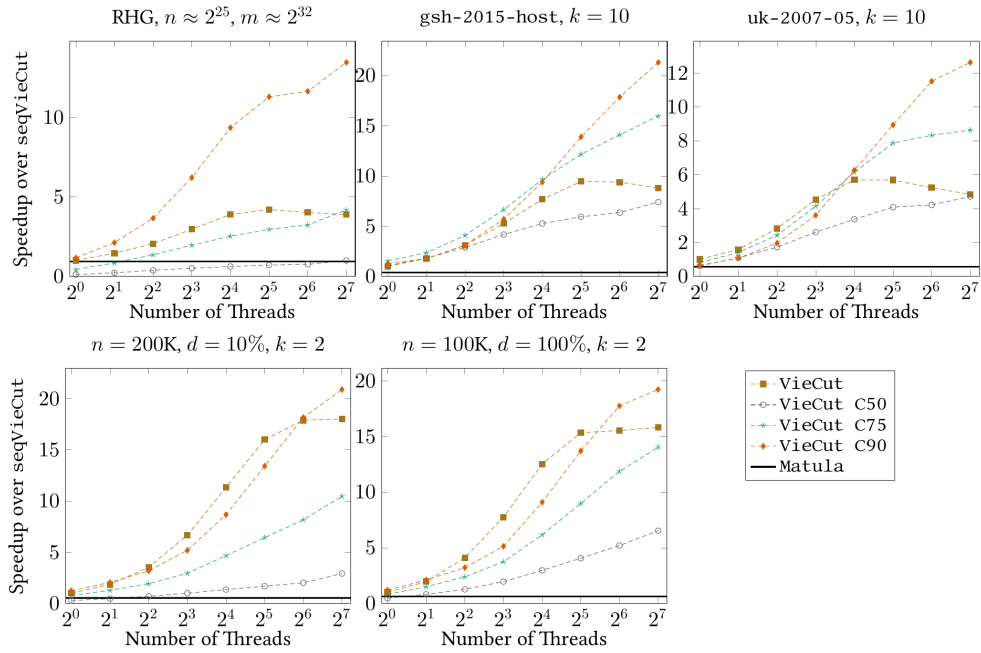 RHG, n ≈ 2^25, m ≈ 2^32
gsh-2015-host, k = 10
uk-2007-05, k = 10
Speedup over seqVieCut
10
5
0
20
15
10
5
0
12
10
8
6
4
2
0
2^0 2^1 2^2 2^3 2^4 2^5 2^6 2^7
2^0 2^1 2^2 2^3 2^4 2^5 2^6 2^7
2^0 2^1 2^2 2^3 2^4 2^5 2^6 2^7
Number of Threads
Number of Threads
Number of Threads
n = 200K, d = 10%, k = 2
n = 100K, d = 100%, k = 2
Speedup over seqVieCut
20
15
10
5
0
20
15
10
5
0
2^0 2^1 2^2 2^3 2^4 2^5 2^6 2^7
2^0 2^1 2^2 2^3 2^4 2^5 2^6 2^7
Number of Threads
Number of Threads
VieCut
VieCut C50
VieCut C75
VieCut C90
Matula